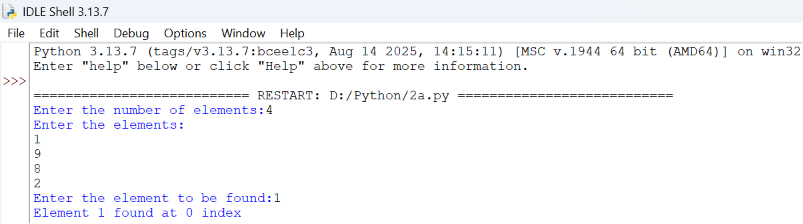 IDLE Shell 3.13.7
File Edit Shell Debug Options Window Help
Python 3.13.7 (tags/v3.13.7:bcee1c3, Aug 14 2025, 14:15:11) [MSC v.1944 64 bit (AMD64)] on win32
Enter "help" below or click "Help" above for more information.
>>>
=========================== RESTART: D:/Python/2a.py ===========================
Enter the number of elements:4
Enter the elements:
1
9
8
2
Enter the element to be found:1
Element 1 found at 0 index